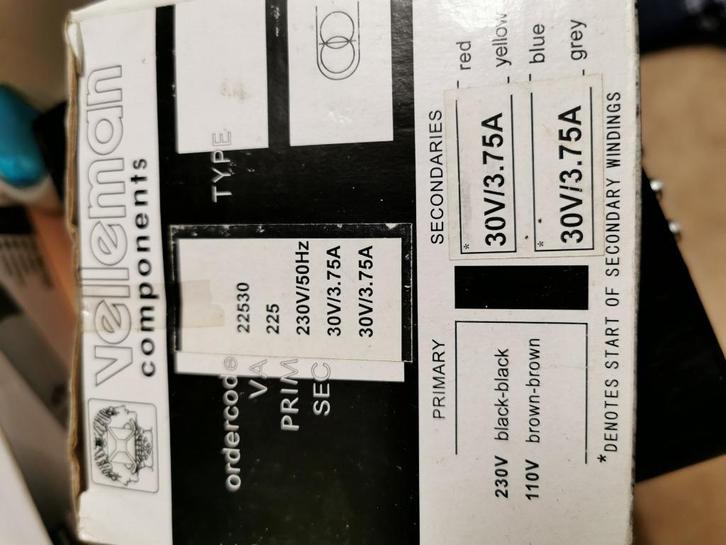 velleman
components
TYPE
ordercode 22530
VA 225
PRIM 230V/50Hz
SEC 30V/3.75A
30V/3.75A
PRIMARY
230V black-black
110V brown-brown
SECONDARIES
* 30V/3.75A - red
- yellow
* 30V/3.75A - blue
- grey
*DENOTES START OF SECONDARY WINDINGS